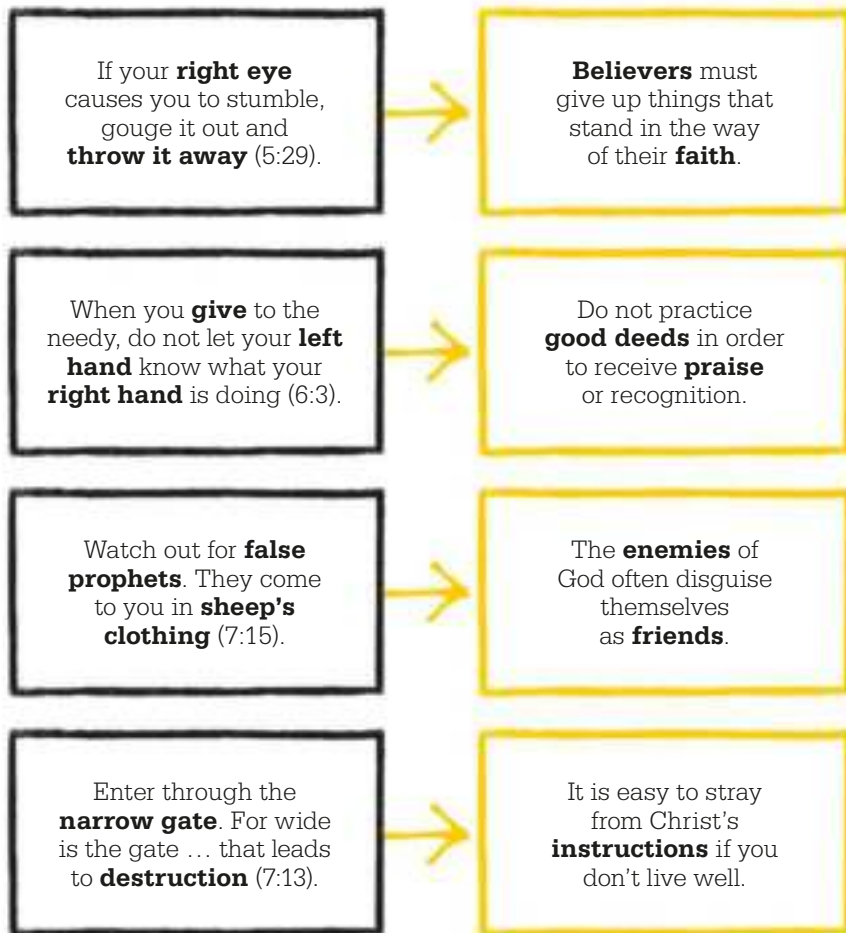 If your right eye
causes you to stumble,
gouge it out and
throw it away (5:29).
Believers must
give up things that
stand in the way
of their faith.
When you give to the
needy, do not let your left
hand know what your
right hand is doing (6:3).
Do not practice
good deeds in order
to receive praise
or recognition.
Watch out for false
prophets. They come
to you in sheep's
clothing (7:15).
The enemies of
God often disguise
themselves
as friends.
Enter through the
narrow gate. For wide
is the gate … that leads
to destruction (7:13).
It is easy to stray
from Christ's
instructions if you
don't live well.